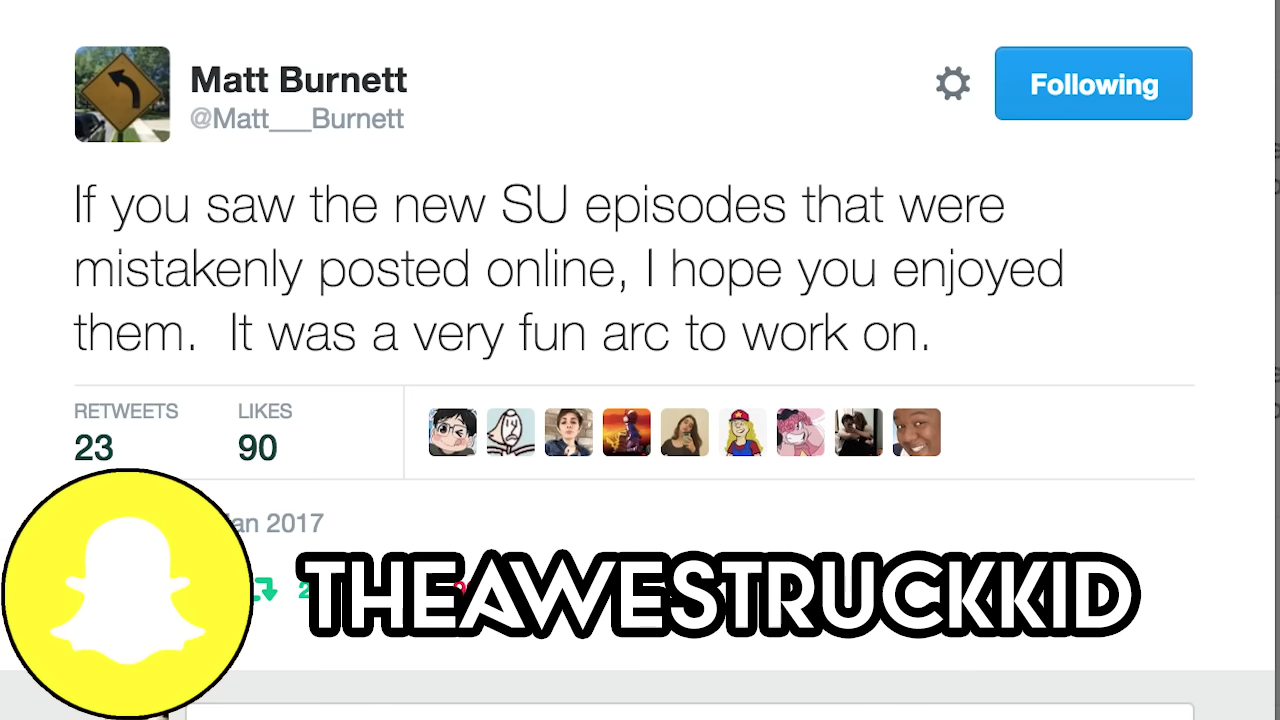 Matt Burnett
@Matt___Burnett
Following
If you saw the new SU episodes that were
mistakenly posted online, I hope you enjoyed
them. It was a very fun arc to work on.
RETWEETS LIKES
23 90
2017
THEAWESTRUCKKID